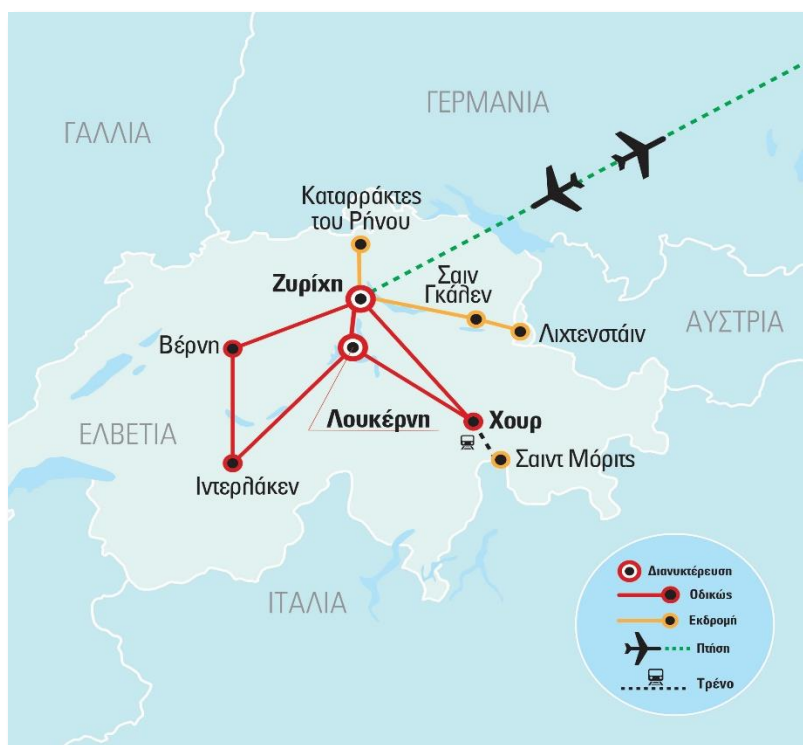 ΓΕΡΜΑΝΙΑ
ΓΑΛΛΙΑ
Καταρράκτες
του Ρήνου
Ζυρίχη
Σαιν
Γκάλεν
Λιχτενστάιν
ΑΥΣΤΡΙΑ
Βέρνη
Λουκέρνη
Χουρ
ΕΛΒΕΤΙΑ
Ιντερλάκεν
Σαιντ Μόριτς
ΙΤΑΛΙΑ
Διανυκτέρευση
Οδικώς
Εκδρομή
Πτήση
Τρένο